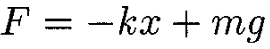 F = -kx + mg